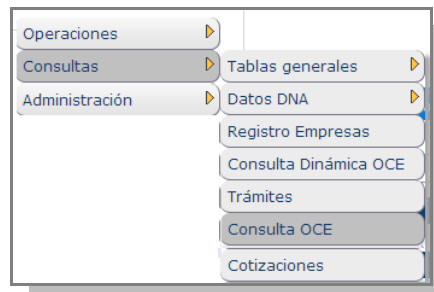 Operaciones
Consultas
Administración
Tablas generales
Datos DNA
Registro Empresas
Consulta Dinámica OCE
Trámites
Consulta OCE
Cotizaciones